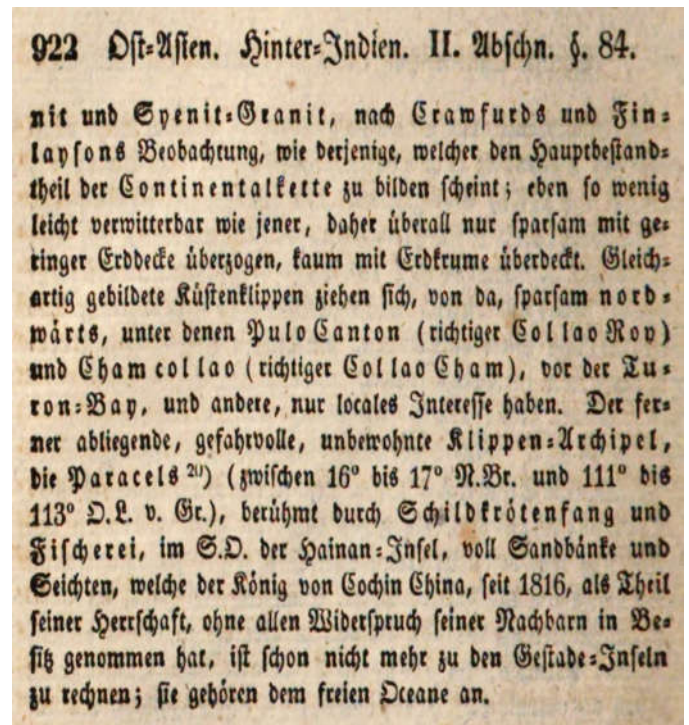 922 Ost=Asien. Hinter=Indien. II. Abschn. §. 84.
nit und Syenit=Granit, nach Crawfurds und Fin=
laysons Beobachtung, wie derjenige, welcher den Hauptbestand=
theil der Continentalkette zu bilden scheint; eben so wenig
leicht verwitterbar wie jener, daher überall nur sparsam mit ge=
ringer Erddecke überzogen, kaum mit Erdkrume überdeckt. Gleich=
artig gebildete Küstenklippen ziehen sich, von da, sparsam nord=
wärts, unter denen Pulo Canton (richtiger Col lao Roy)
und Cham col lao (richtiger Col lao Cham), vor der Tu=
ron=Bay, und andere, nur locales Interesse haben. Der fer=
ner abliegende, gefahrvolle, unbewohnte Klippen=Archipel,
die Paracels ²⁰) (zwischen 16° bis 17° N.Br. und 111° bis
113° O.L. v. Gr.), berühmt durch Schildkrötenfang und
Fischerei, im S.O. der Hainan=Insel, voll Sandbänke und
Seichten, welche der König von Cochin China, seit 1816, als Theil
seiner Herrschaft, ohne allen Widerspruch seiner Nachbarn in Be=
sitz genommen hat, ist schon nicht mehr zu den Gestade=Inseln
zu rechnen; sie gehören dem freien Oceane an.